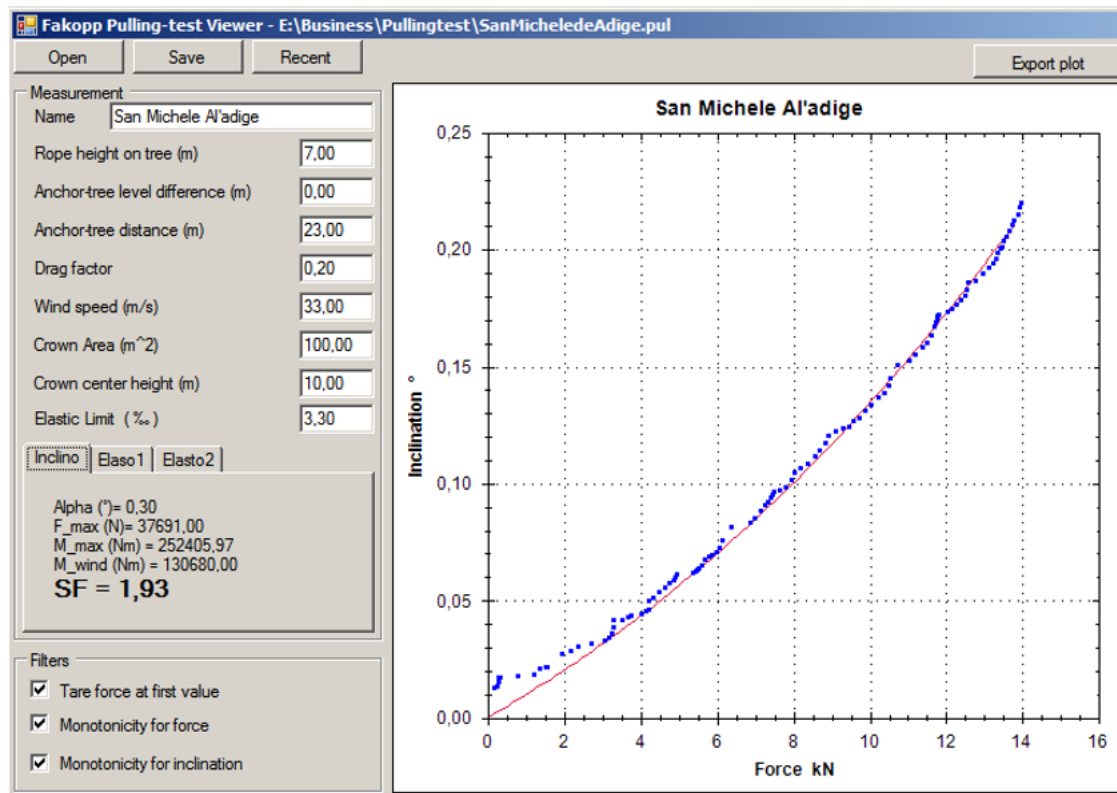 Fakopp Pulling-test Viewer - E:\Business\Pullingtest\SanMicheledeAdige.pul
Open Save Recent
Export plot
Measurement
Name San Michele Al'adige
Rope height on tree (m) 7,00
Anchor-tree level difference (m) 0,00
Anchor-tree distance (m) 23,00
Drag factor 0,20
Wind speed (m/s) 33,00
Crown Area (m^2) 100,00
Crown center height (m) 10,00
Elastic Limit ( ‰ ) 3,30
Inclino Elaso1 Elasto2
Alpha (°)= 0,30
F_max (N)= 37691,00
M_max (Nm) = 252405,97
M_wind (Nm) = 130680,00
SF = 1,93
Filters
Tare force at first value
Monotonicity for force
Monotonicity for inclination
San Michele Al'adige
0,25
0,20
0,15
0,10
0,05
0,00
Inclination °
0 2 4 6 8 10 12 14 16
Force kN